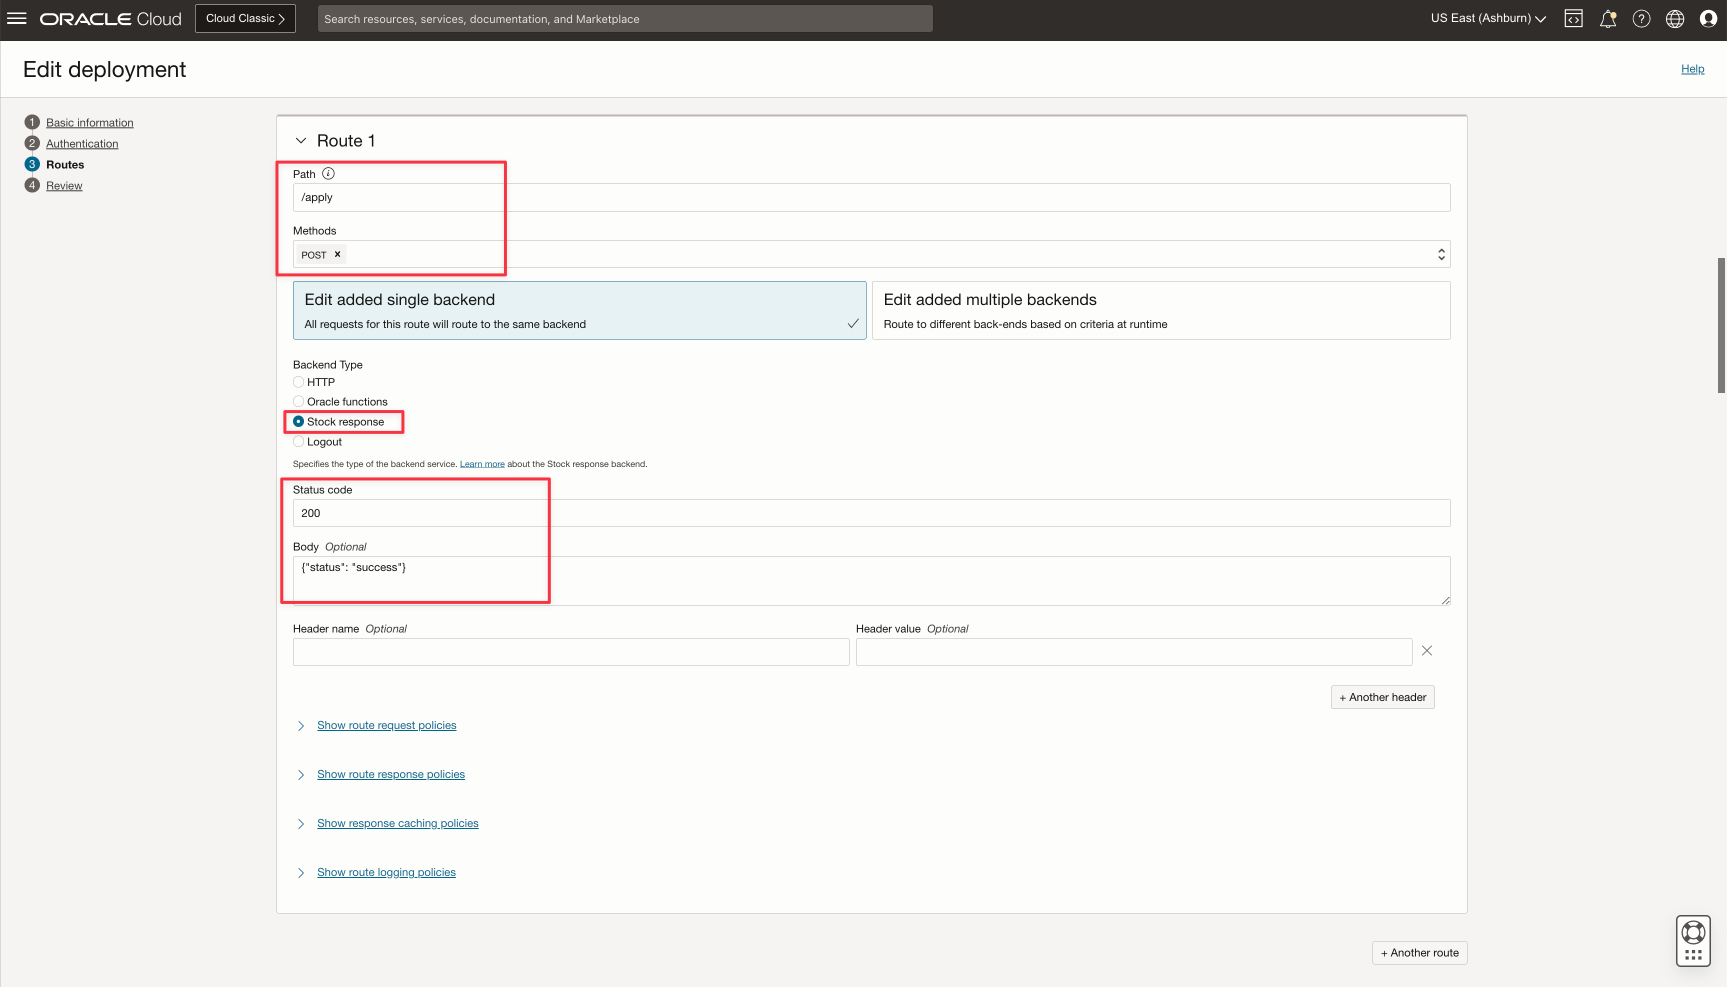 ORACLE Cloud
Cloud Classic
Search resources, services, documentation, and Marketplace
US East (Ashburn)
Edit deployment
Help
1 Basic information
2 Authentication
3 Routes
4 Review
Route 1
Path
/apply
Methods
POST ×
Edit added single backend
All requests for this route will route to the same backend
Edit added multiple backends
Route to different back-ends based on criteria at runtime
Backend Type
HTTP
Oracle functions
Stock response
Logout
Specifies the type of the backend service. Learn more about the Stock response backend.
Status code
200
Body Optional
{"status": "success"}
Header name Optional
Header value Optional
+ Another header
Show route request policies
Show route response policies
Show response caching policies
Show route logging policies
+ Another route